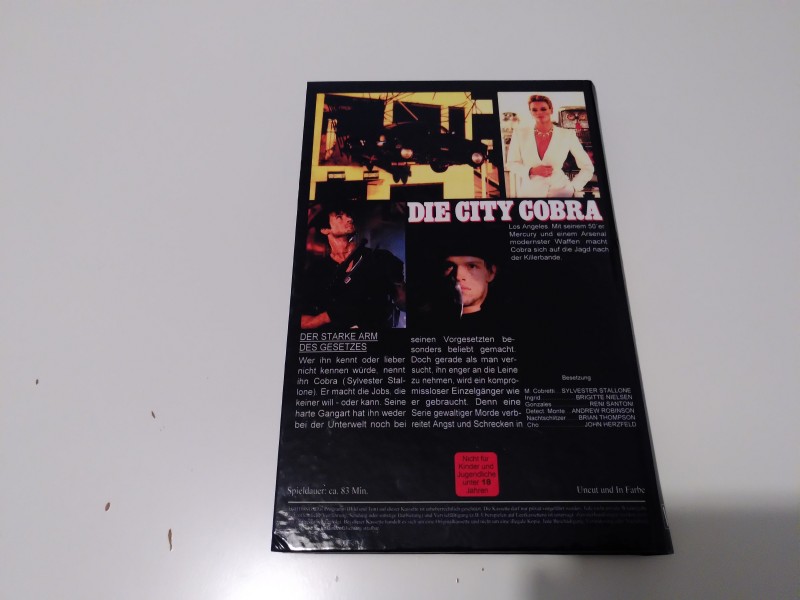 DIE CITY COBRA
DER STARKE ARM
DES GESETZES
Wer ihn kennt oder lieber
nicht kennen würde, nennt
ihn Cobra (Sylvester Stal-
lone). Er macht die Jobs, die
keiner will - oder kann. Seine
harte Gangart hat ihn weder
bei der Unterwelt noch bei
seinen Vorgesetzten be-
sonders beliebt gemacht.
Doch gerade als man ver-
sucht, ihn enger an die Leine
zu nehmen, wird ein kompro-
missloser Einzelgänger wie
er gebraucht. Denn eine
Serie gewaltiger Morde verb-
reitet Angst und Schrecken in
Los Angeles. Mit semem 50'er
Mercury und einem Arsenal
modernster Waffen macht
Cobra sich auf die Jagd nach
der Killerbande.
Besetzung
M. Cobretti... SYLVESTER STALLONE
Ingrid BRIGITTE NIELSEN
Gonzales RENI SANTONI
Detect. Monte ANDREW ROBINSON
Nachtschlitzer BRIAN THOMPSON
Cho JOHN HERZFELD
Nicht für
Kinder und
Jugendliche
unter 18
Jahren
Spieldauer: ca. 83 Min.
Uncut und In Farbe